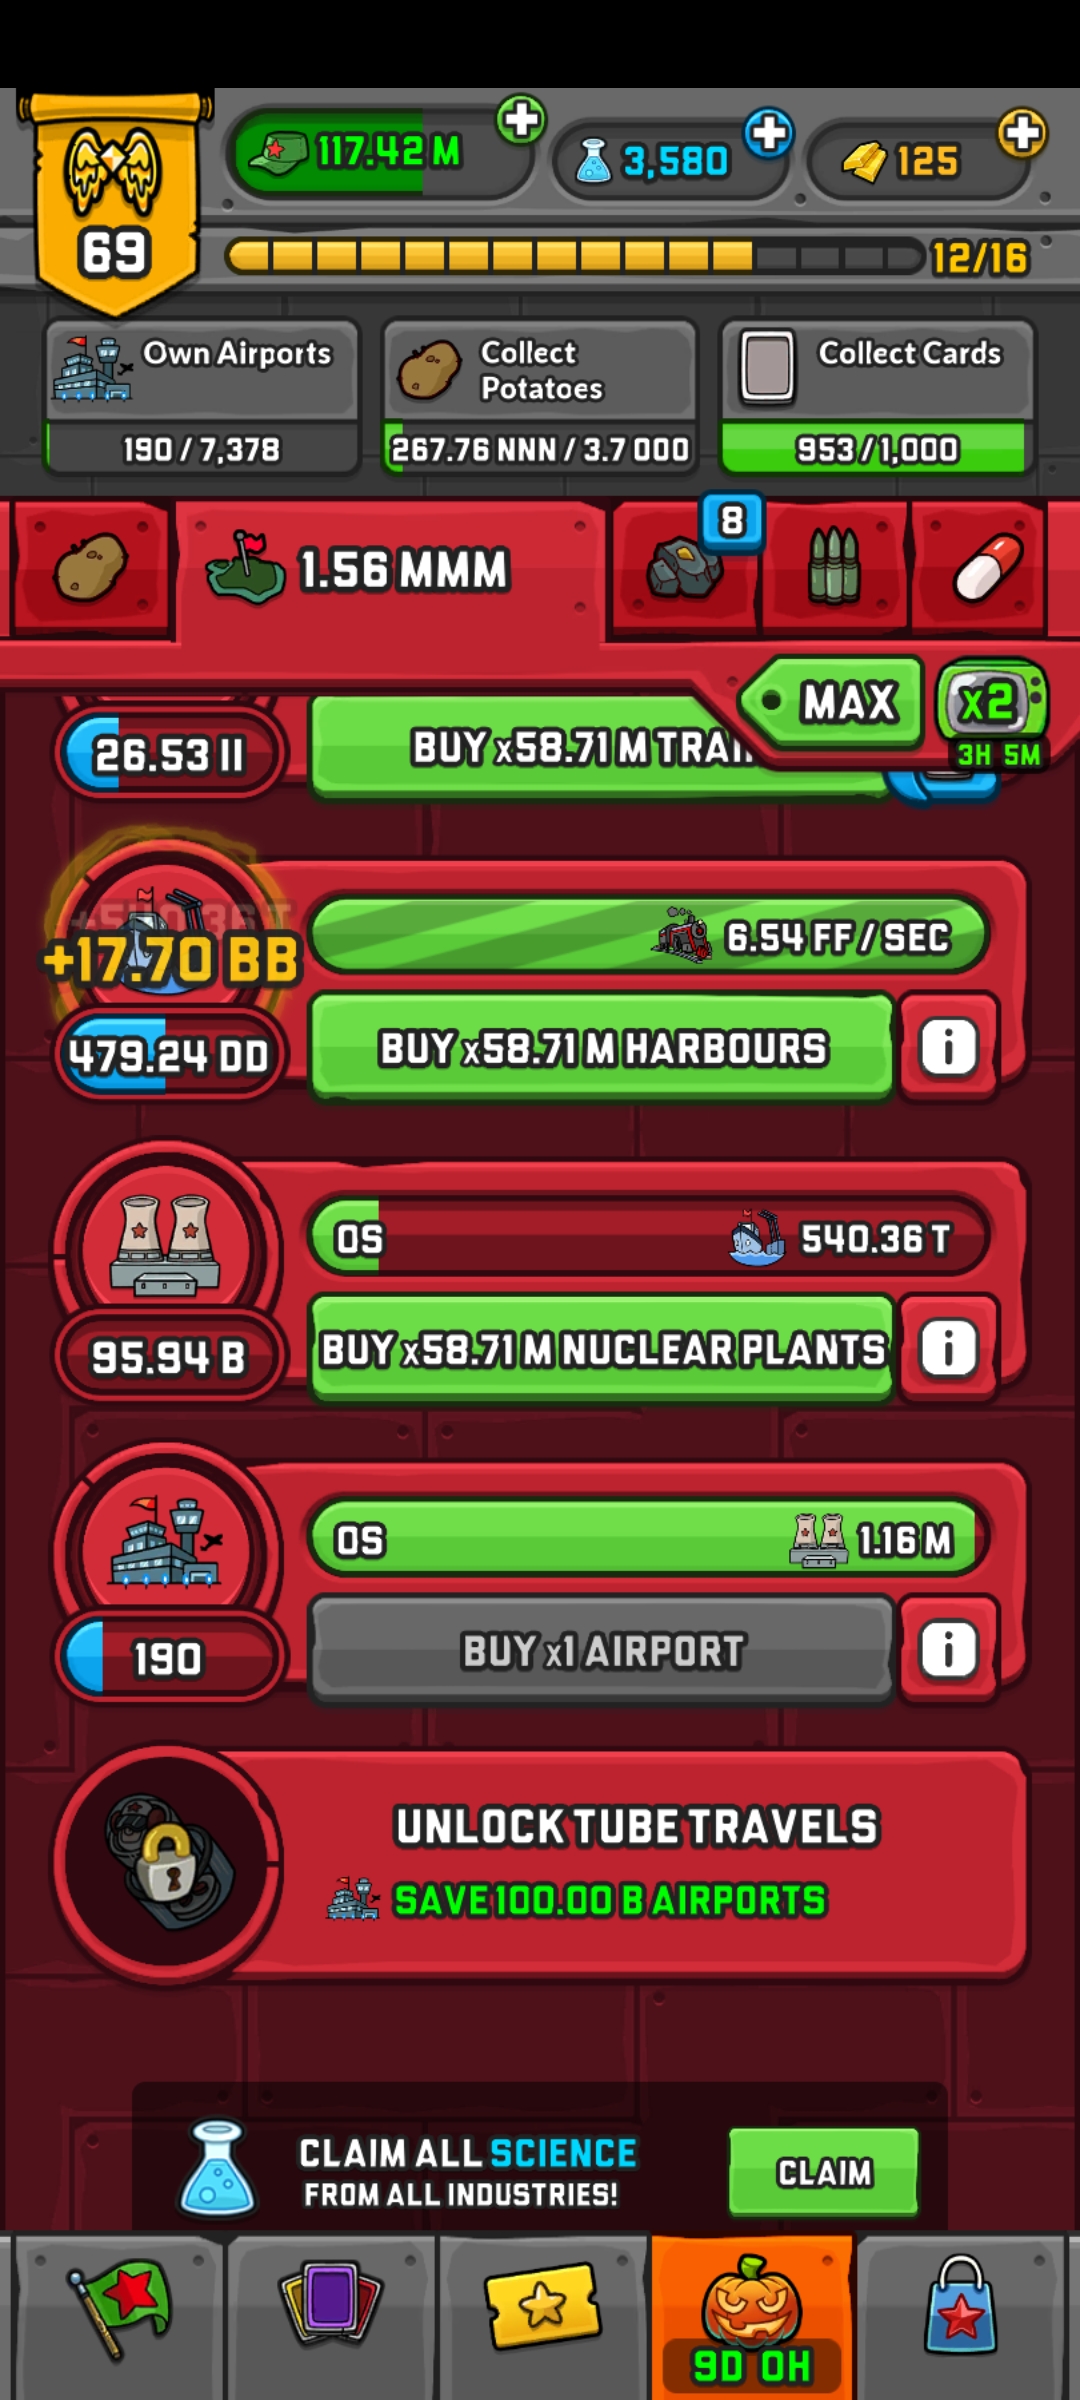 117.42 M
3,580
125
69
12/16
Own Airports
190 / 7,378
Collect
Potatoes
267.76 NNN / 3.7 OOO
Collect Cards
953 / 1,000
1.56 MMM
8
MAX
x2
3H 5M
26.53 II
BUY x58.71 M TRAI
+540.36 T
+17.70 BB
6.54 FF / SEC
479.24 DD
BUY x58.71 M HARBOURS
i
0S
540.36 T
95.94 B
BUY x58.71 M NUCLEAR PLANTS
i
0S
1.16 M
190
BUY x1 AIRPORT
i
UNLOCK TUBE TRAVELS
SAVE 100.00 B AIRPORTS
CLAIM ALL SCIENCE
FROM ALL INDUSTRIES!
CLAIM
9D 0H